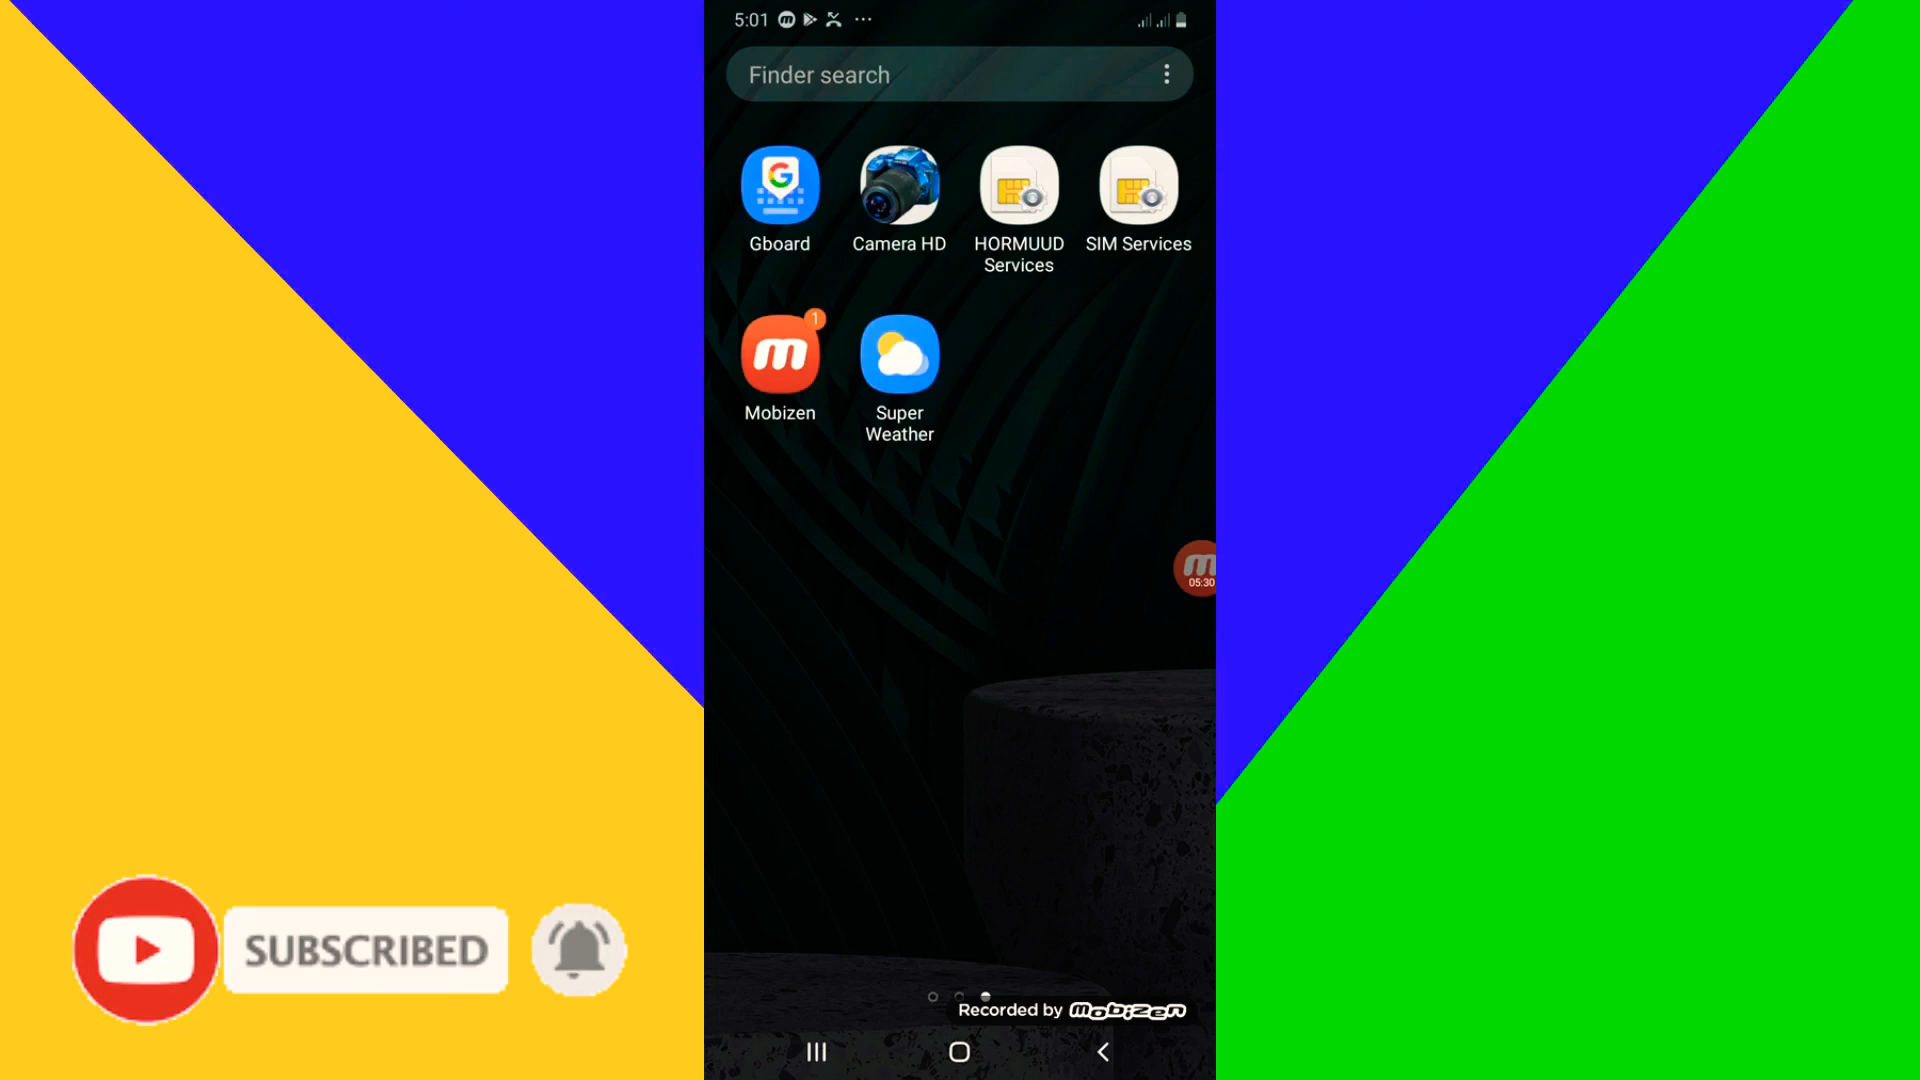 5:01
Finder search
Gboard
Camera HD
HORMUUD
Services
SIM Services
1
Mobizen
Super
Weather
05:30
SUBSCRIBED
Recorded by mobizen